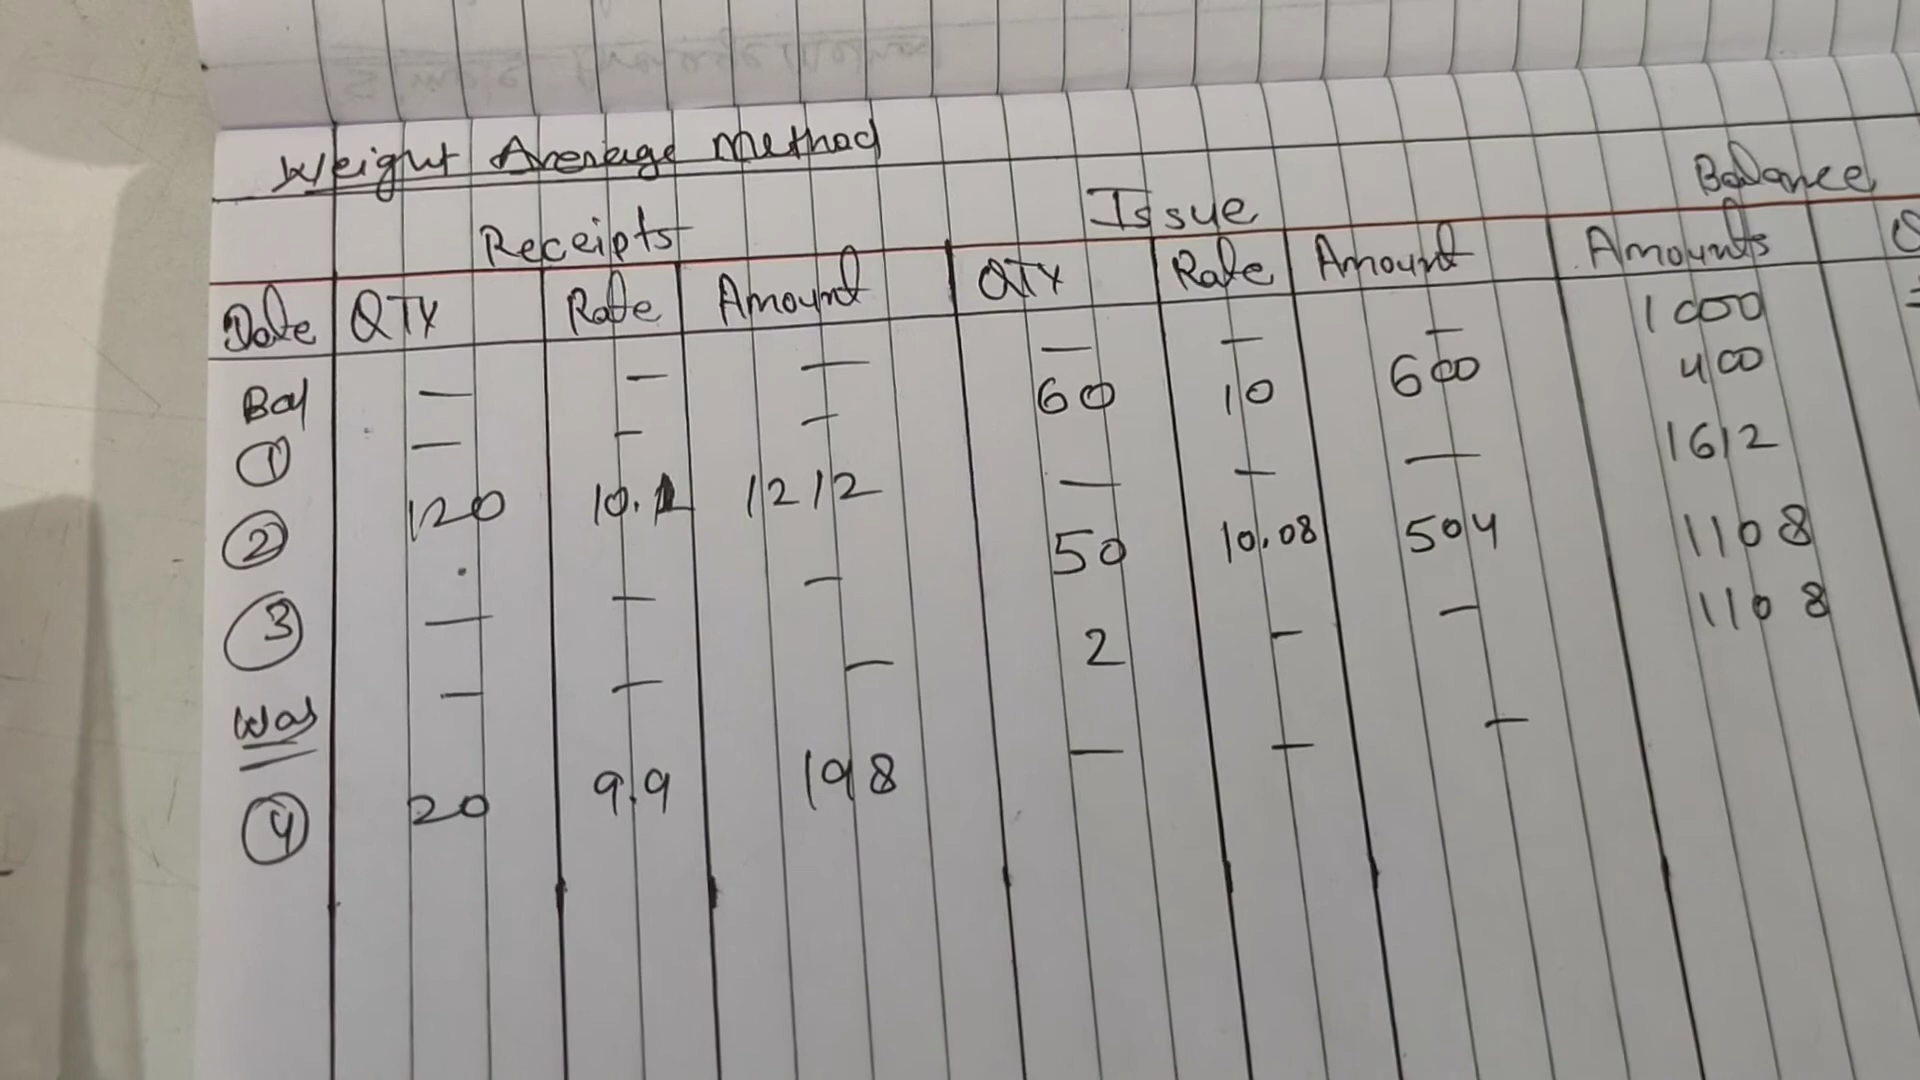 Weight Average Method
Receipts Issue Balance
Date QTY Rate Amount QTY Rate Amount Amounts
Bal — — — — — — 1000
① — — — 60 10 600 400
② 120 10.1 1212 — — — 1612
③ — — — 50 10.08 504 1108
Was — — — 2 — — 1108
④ 20 9.9 198 — — —